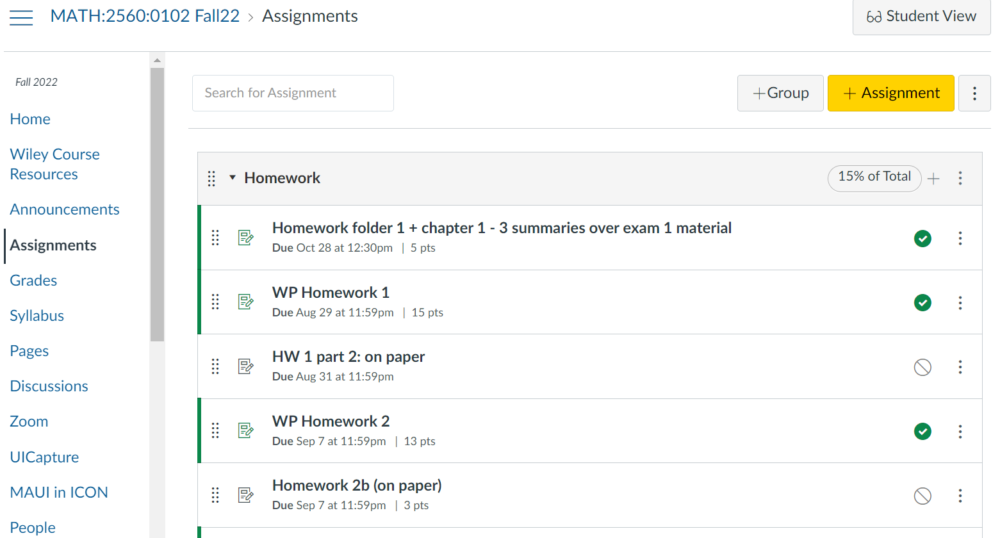 MATH:2560:0102 Fall22 › Assignments
Student View
Fall 2022
Home
Wiley Course
Resources
Announcements
Assignments
Grades
Syllabus
Pages
Discussions
Zoom
UICapture
MAUI in ICON
People
Search for Assignment
+Group
+ Assignment
Homework
15% of Total +
Homework folder 1 + chapter 1 - 3 summaries over exam 1 material
Due Oct 28 at 12:30pm | 5 pts
WP Homework 1
Due Aug 29 at 11:59pm | 15 pts
HW 1 part 2: on paper
Due Aug 31 at 11:59pm
WP Homework 2
Due Sep 7 at 11:59pm | 13 pts
Homework 2b (on paper)
Due Sep 7 at 11:59pm | 3 pts